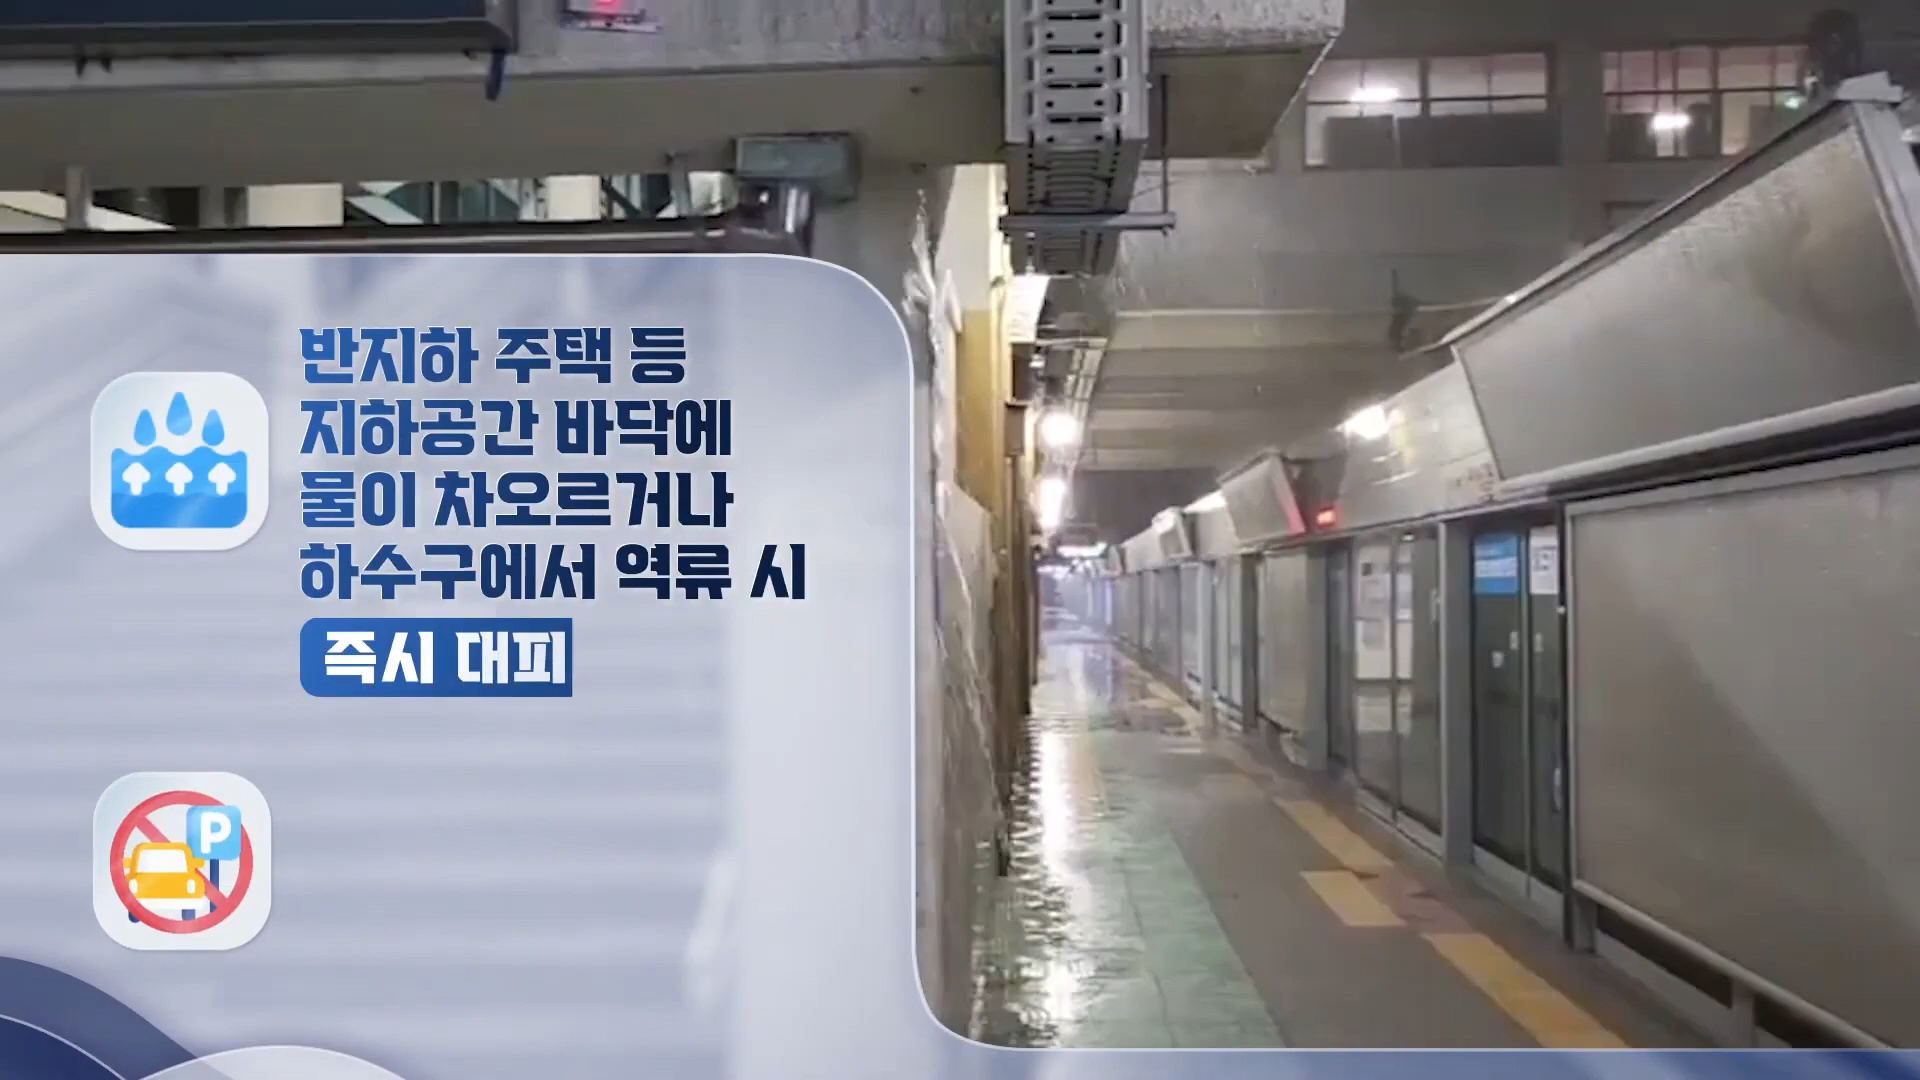 반지하 주택 등
지하공간 바닥에
물이 차오르거나
하수구에서 역류 시
즉시 대피
P